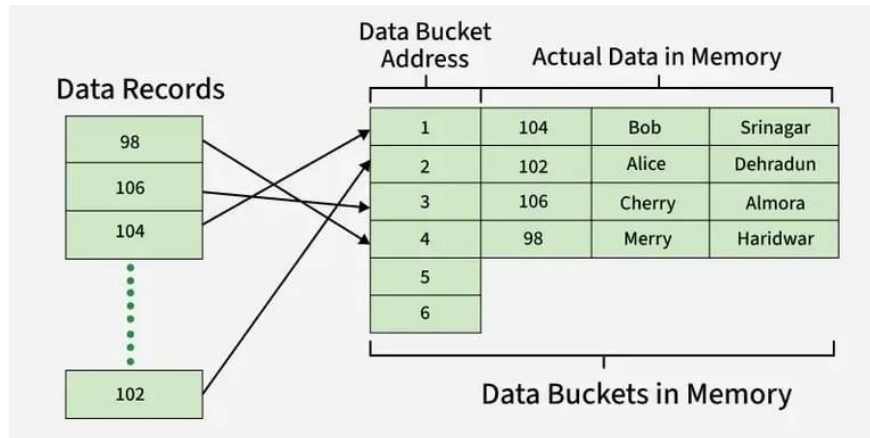 Data Bucket
Address
Actual Data in Memory
Data Records
98
106
104
102
1 104 Bob Srinagar
2 102 Alice Dehradun
3 106 Cherry Almora
4 98 Merry Haridwar
5
6
Data Buckets in Memory